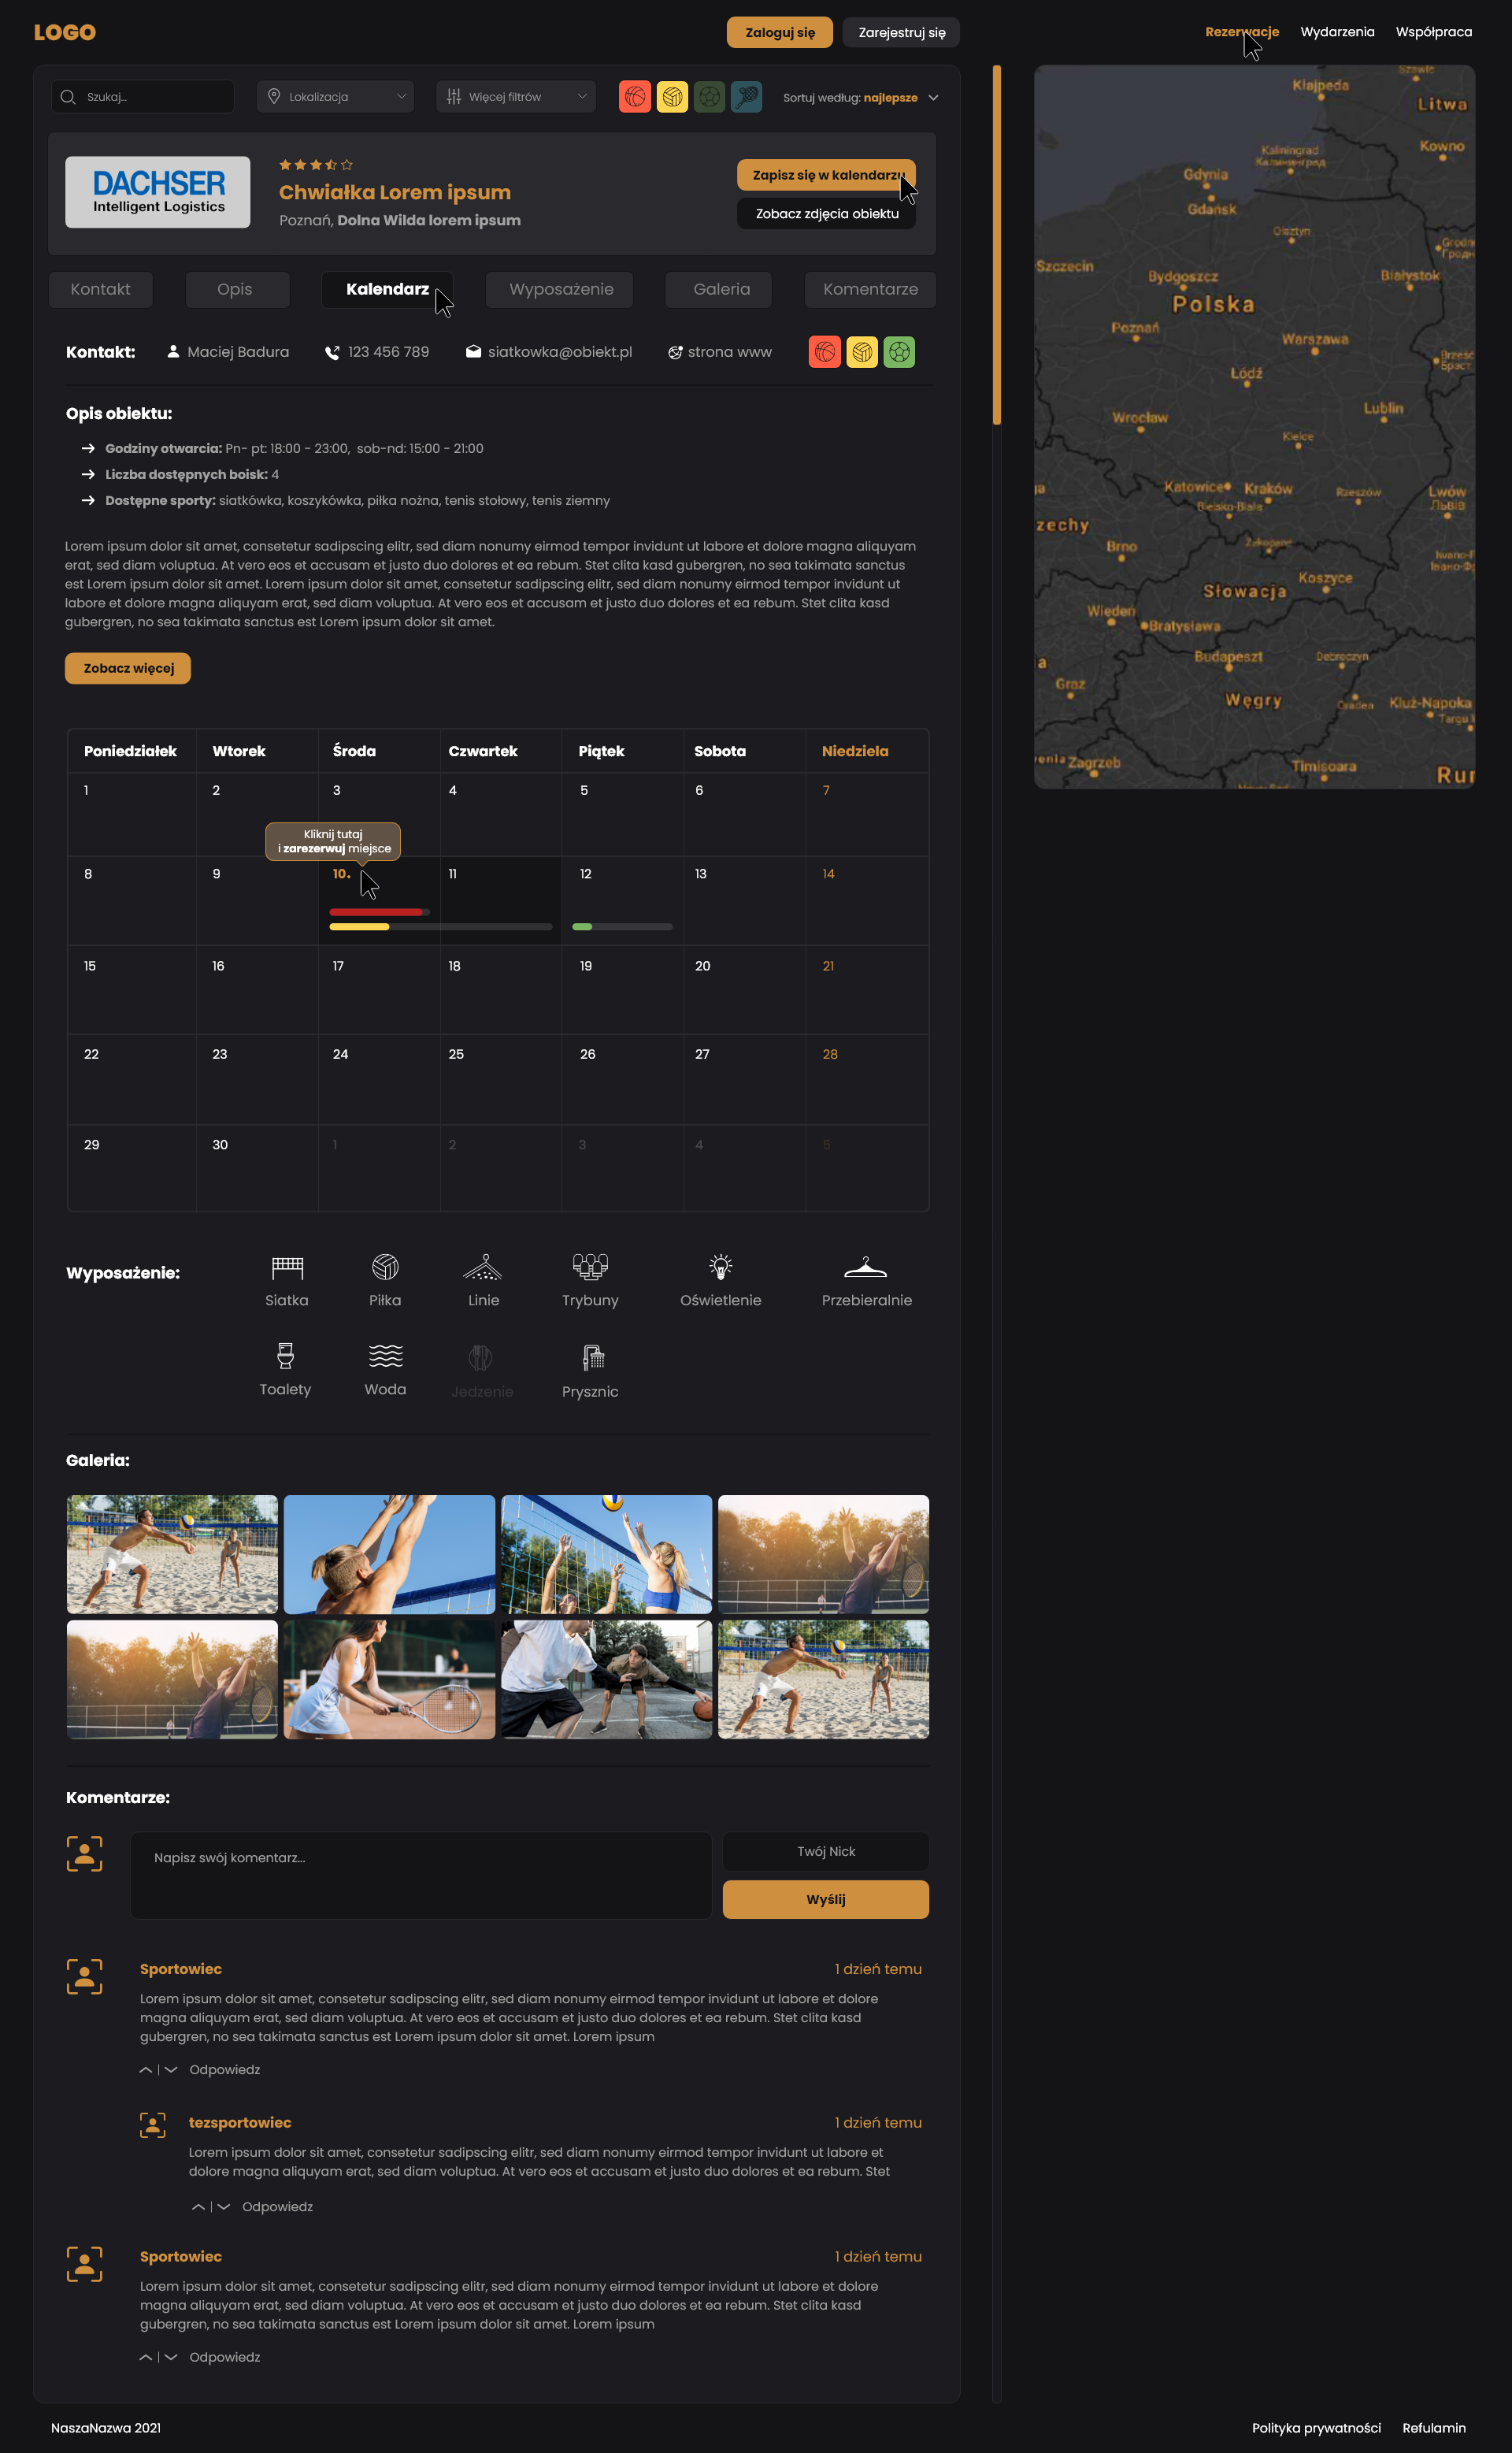 LOGO
Zaloguj się
Zarejestruj się
Rezerwacje
Wydarzenia
Współpraca
Szukaj...
Lokalizacja
Więcej filtrów
Sortuj według: najlepsze
DACHSER
Intelligent Logistics
Chwiałka Lorem ipsum
Poznań, Dolna Wilda lorem ipsum
Zapisz się w kalendarzu
Zobacz zdjęcia obiektu
Kontakt
Opis
Kalendarz
Wyposażenie
Galeria
Komentarze
Kontakt:
Maciej Badura
123 456 789
siatkowka@obiekt.pl
strona www
Opis obiektu:
Godziny otwarcia: Pn- pt: 18:00 - 23:00, sob-nd: 15:00 - 21:00
Liczba dostępnych boisk: 4
Dostępne sporty: siatkówka, koszykówka, piłka nożna, tenis stołowy, tenis ziemny
Lorem ipsum dolor sit amet, consetetur sadipscing elitr, sed diam nonumy eirmod tempor invidunt ut labore et dolore magna aliquyam
erat, sed diam voluptua. At vero eos et accusam et justo duo dolores et ea rebum. Stet clita kasd gubergren, no sea takimata sanctus
est Lorem ipsum dolor sit amet. Lorem ipsum dolor sit amet, consetetur sadipscing elitr, sed diam nonumy eirmod tempor invidunt ut
labore et dolore magna aliquyam erat, sed diam voluptua. At vero eos et accusam et justo duo dolores et ea rebum. Stet clita kasd
gubergren, no sea takimata sanctus est Lorem ipsum dolor sit amet.
Zobacz więcej
Poniedziałek Wtorek Środa Czwartek Piątek Sobota Niedziela
1 2 3 4 5 6 7
Kliknij tutaj
i zarezerwuj miejsce
8 9 10. 11 12 13 14
15 16 17 18 19 20 21
22 23 24 25 26 27 28
29 30 1 2 3 4 5
Wyposażenie:
Siatka
Piłka
Linie
Trybuny
Oświetlenie
Przebieralnie
Toalety
Woda
Jedzenie
Prysznic
Galeria:
Komentarze:
Napisz swój komentarz...
Twój Nick
Wyślij
Sportowiec
1 dzień temu
Lorem ipsum dolor sit amet, consetetur sadipscing elitr, sed diam nonumy eirmod tempor invidunt ut labore et dolore
magna aliquyam erat, sed diam voluptua. At vero eos et accusam et justo duo dolores et ea rebum. Stet clita kasd
gubergren, no sea takimata sanctus est Lorem ipsum dolor sit amet. Lorem ipsum
Odpowiedz
tezsportowiec
1 dzień temu
Lorem ipsum dolor sit amet, consetetur sadipscing elitr, sed diam nonumy eirmod tempor invidunt ut labore et
dolore magna aliquyam erat, sed diam voluptua. At vero eos et accusam et justo duo dolores et ea rebum. Stet
Odpowiedz
Sportowiec
1 dzień temu
Lorem ipsum dolor sit amet, consetetur sadipscing elitr, sed diam nonumy eirmod tempor invidunt ut labore et dolore
magna aliquyam erat, sed diam voluptua. At vero eos et accusam et justo duo dolores et ea rebum. Stet clita kasd
gubergren, no sea takimata sanctus est Lorem ipsum dolor sit amet. Lorem ipsum
Odpowiedz
Kłajpeda
Litwa
Kaliningrad
Калининград
Kowno
Gdynia
Gdańsk
Olsztyn
Szczecin
Bydgoszcz
Białystok
Polska
Poznań
Warszawa
Łódź
Wrocław
Lublin
Kielce
Katowice
Kraków
Rzeszów
Lwów
Львів
Bielsko-Biała
zechy
Zakopane
Brno
Koszyce
Słowacja
Wiedeń
Bratysława
Budapeszt
Debreczyn
Graz
Węgry
Oradea
Kluż-Napoka
Zagrzeb
Timisoara
NaszaNazwa 2021
Polityka prywatności
Refulamin